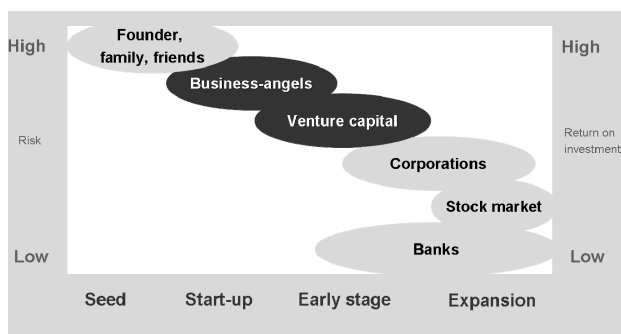 Founder,
family, friends
High
High
Business-angels
Venture capital
Risk
Return on
investment
Corporations
Stock market
Banks
Low
Low
Seed
Start-up
Early stage
Expansion